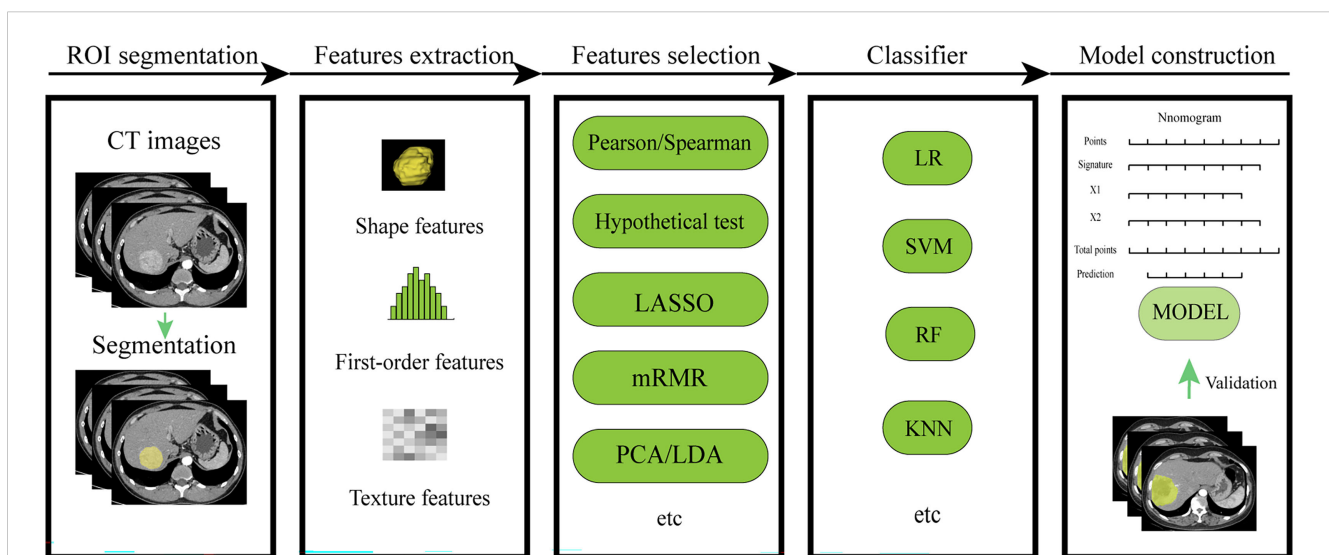 ROI segmentation
Features extraction
Features selection
Classifier
Model construction
CT images
Segmentation
Shape features
First-order features
Texture features
Pearson/Spearman
Hypothetical test
LASSO
mRMR
PCA/LDA
etc
LR
SVM
RF
KNN
etc
Nnomogram
Points
Signature
X1
X2
Total points
Prediction
MODEL
Validation